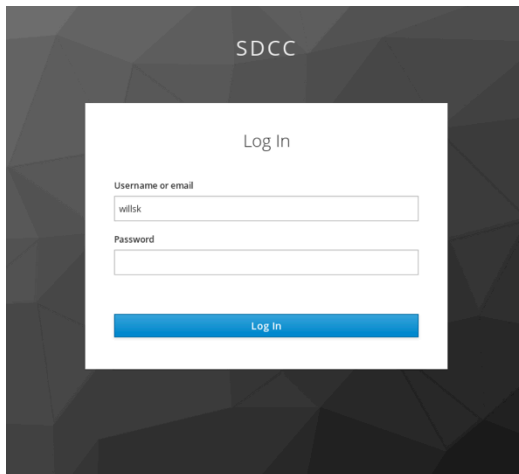 SDCC
Log In
Username or email
willsk
Password
Log In